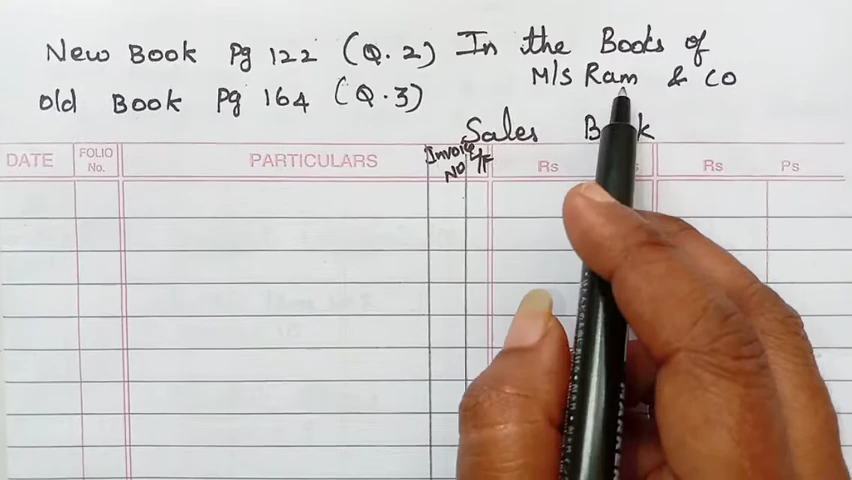 New Book Pg 122 (Q.2) In the Books of
Old Book Pg 164 (Q.3) M/S Ram & Co
Sales B k
DATE FOLIO No. PARTICULARS Invoice NO L/F Rs Rs Ps